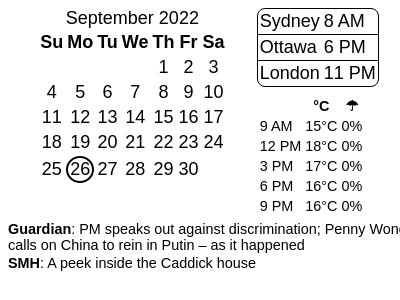 September 2022
Su Mo Tu We Th Fr Sa
1 2 3
4 5 6 7 8 9 10
11 12 13 14 15 16 17
18 19 20 21 22 23 24
25 26 27 28 29 30
Sydney 8 AM
Ottawa 6 PM
London 11 PM
°C ☂
9 AM 15°C 0%
12 PM 18°C 0%
3 PM 17°C 0%
6 PM 16°C 0%
9 PM 16°C 0%
Guardian: PM speaks out against discrimination; Penny Won
calls on China to rein in Putin – as it happened
SMH: A peek inside the Caddick house